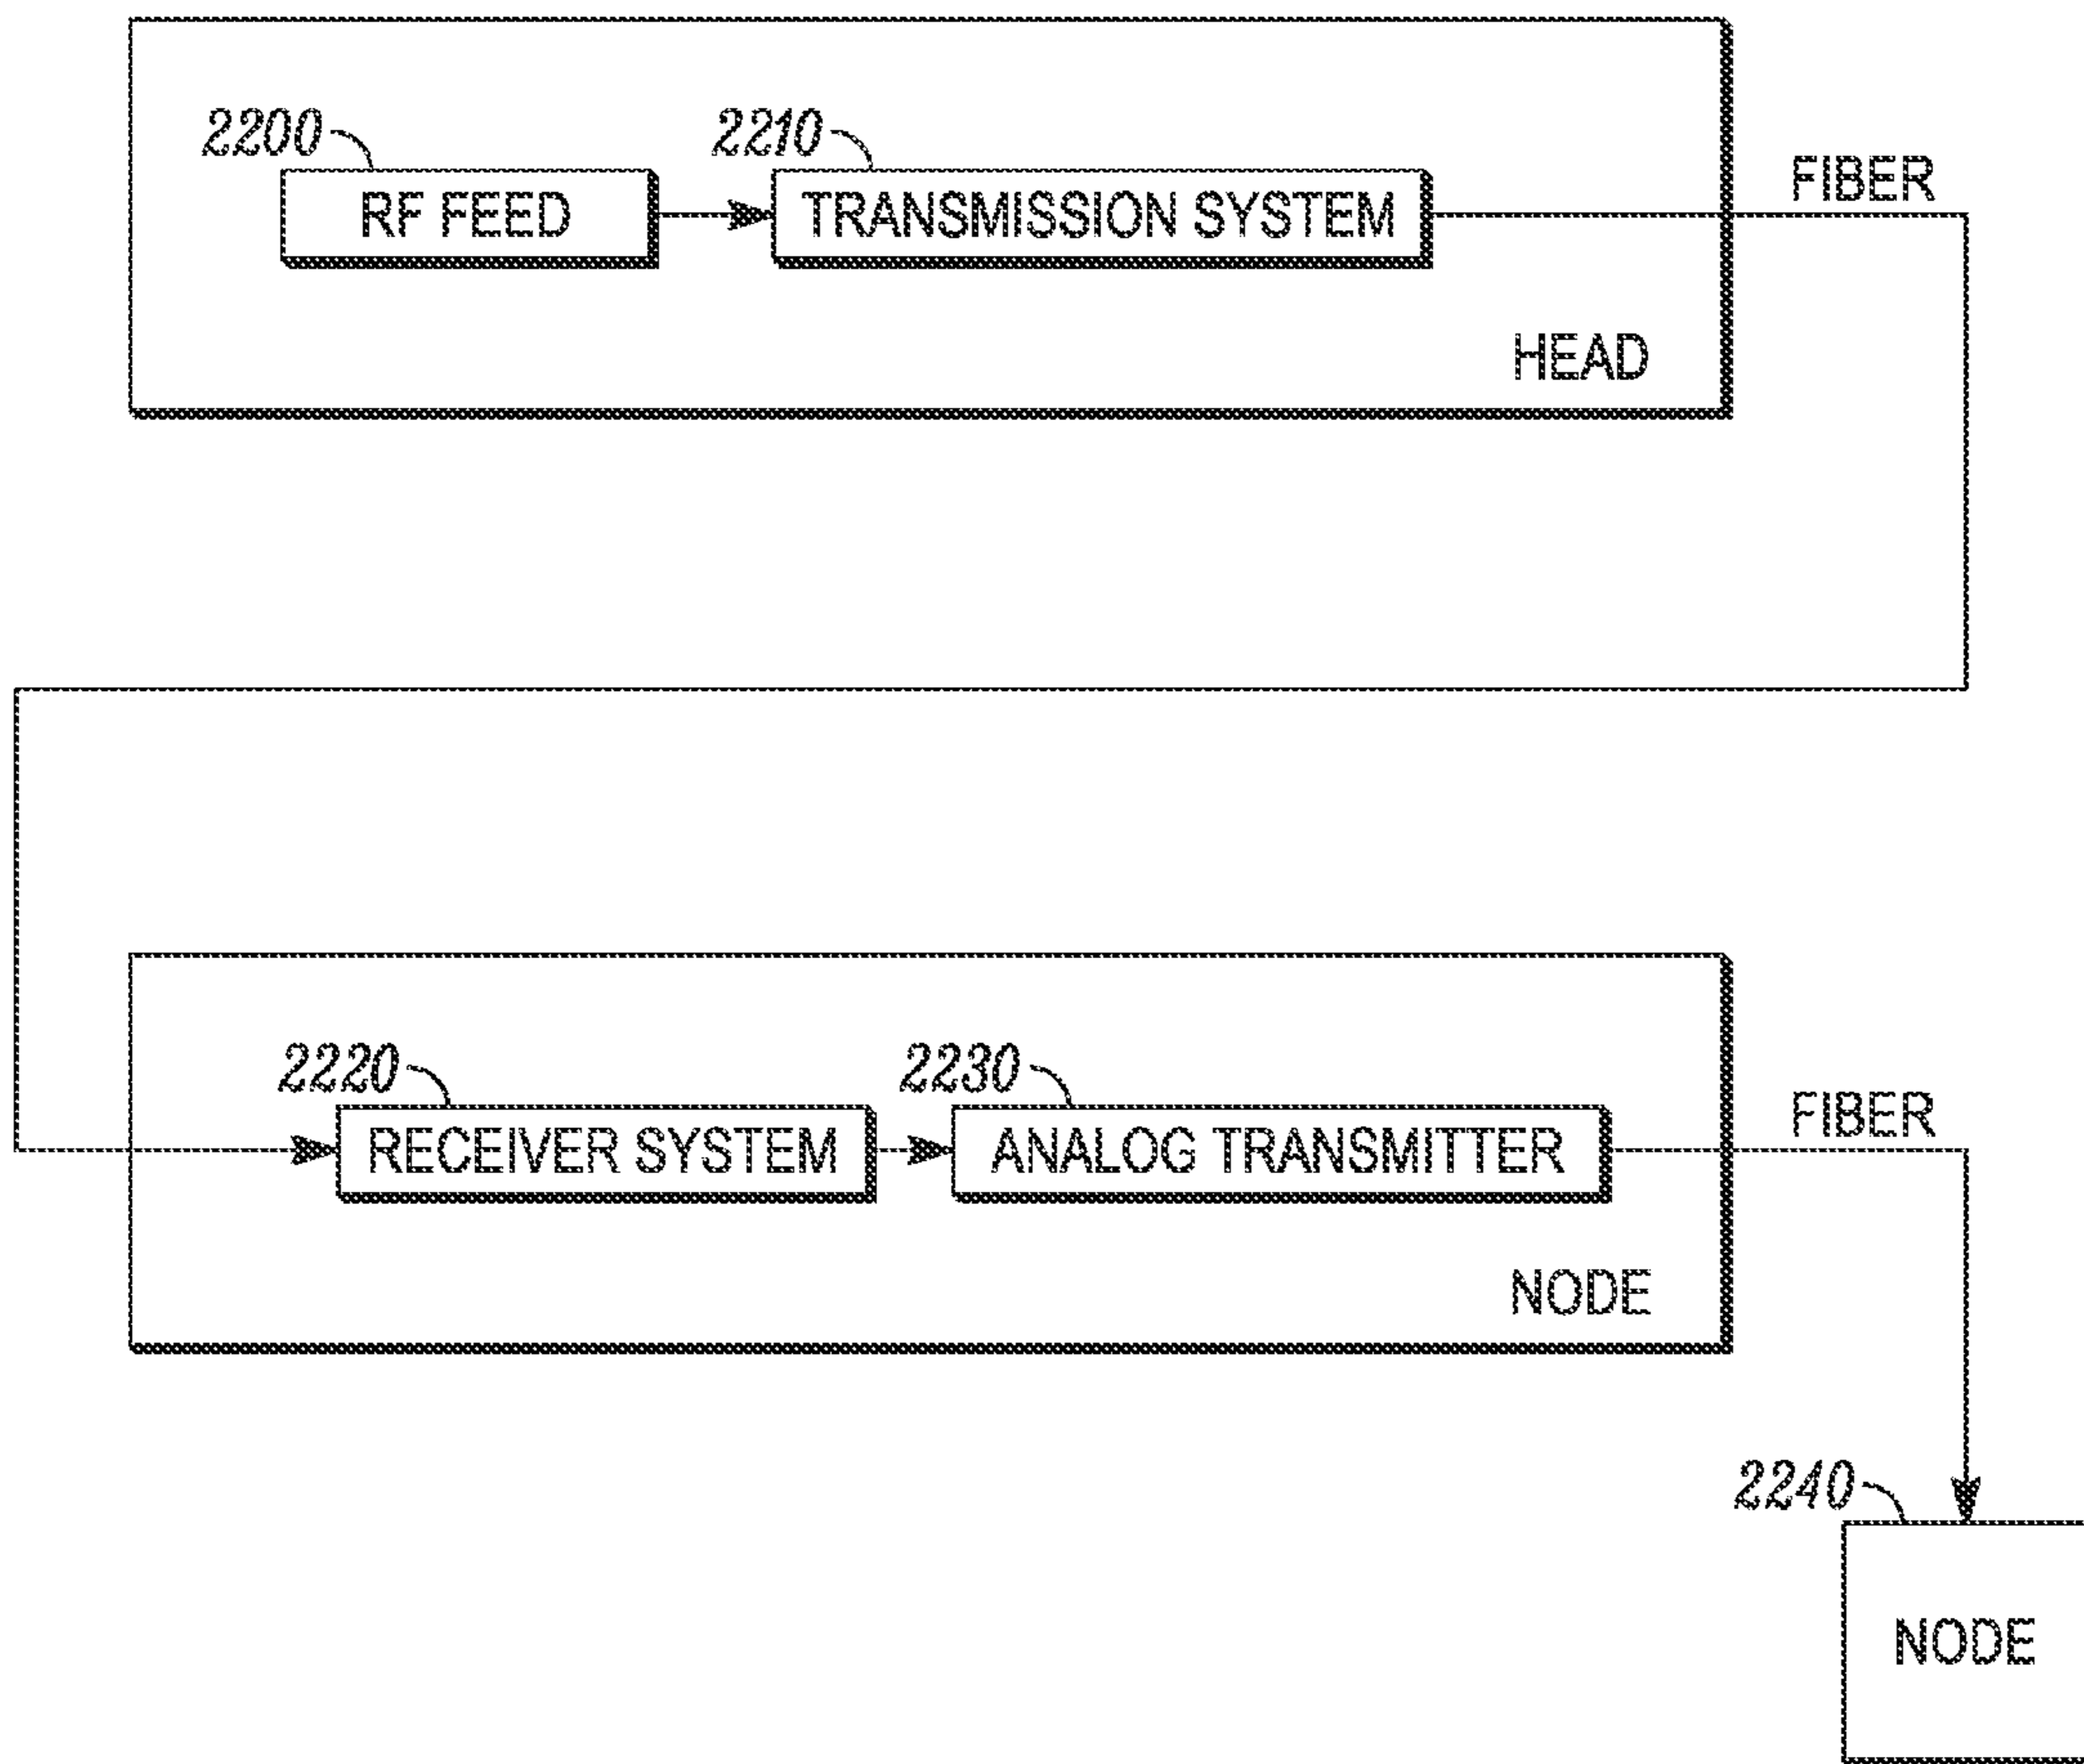 2200
2210
FIBER
RF FEED
TRANSMISSION SYSTEM
HEAD
2220
2230
FIBER
RECEIVER SYSTEM
ANALOG TRANSMITTER
NODE
2240
NODE